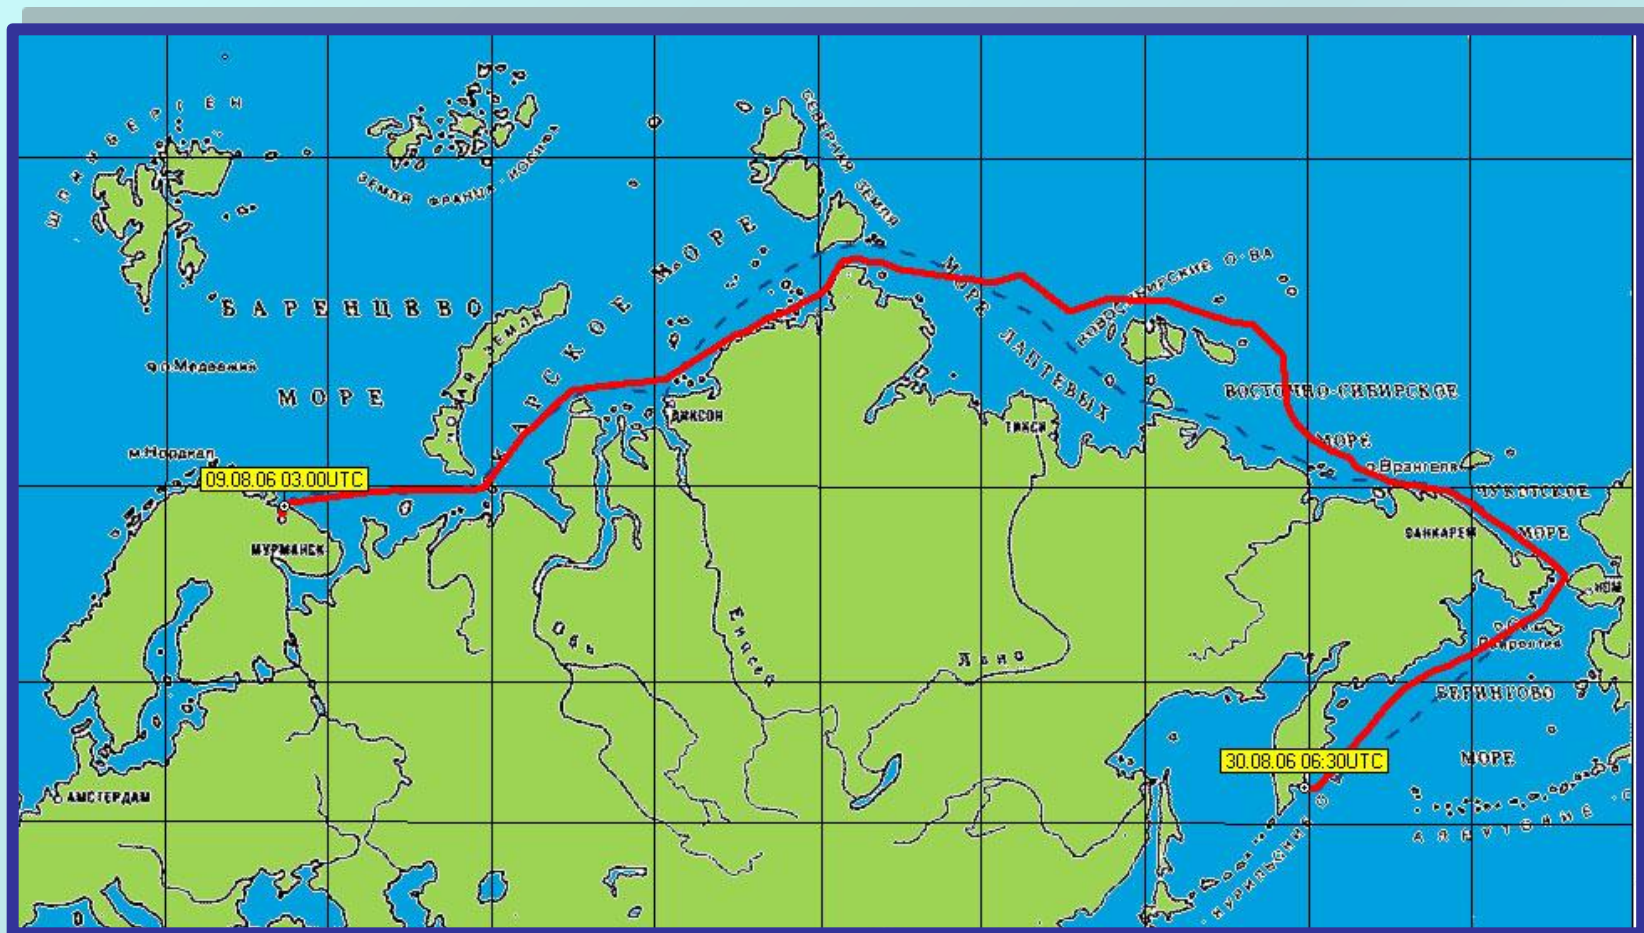 ШПИЦБЕРГЕН
ЗЕМЛЯ ФРАНЦА-ИОСИФА
СЕВЕРНАЯ ЗЕМЛЯ
БАРЕНЦЕВО
МОРЕ
о.Медвежий
НОВАЯ ЗЕМЛЯ
КАРСКОЕ МОРЕ
МОРЕ ЛАПТЕВЫХ
НОВОСИБИРСКИЕ О-ВА
ВОСТОЧНО-СИБИРСКОЕ
МОРЕ
ДИКСОН
ТИКСИ
м.Нордкап
09.08.06 03.00UTC
МУРМАНСК
о.Врангеля
ЧУКОТСКОЕ
МОРЕ
ВАНКАРЕМ
НОМ
Обь
Енисей
Лена
БЕРИНГОВО
МОРЕ
30.08.06 06:30UTC
АМСТЕРДАМ
КУРИЛЬСКИЕ
АЛЕУТСКИЕ